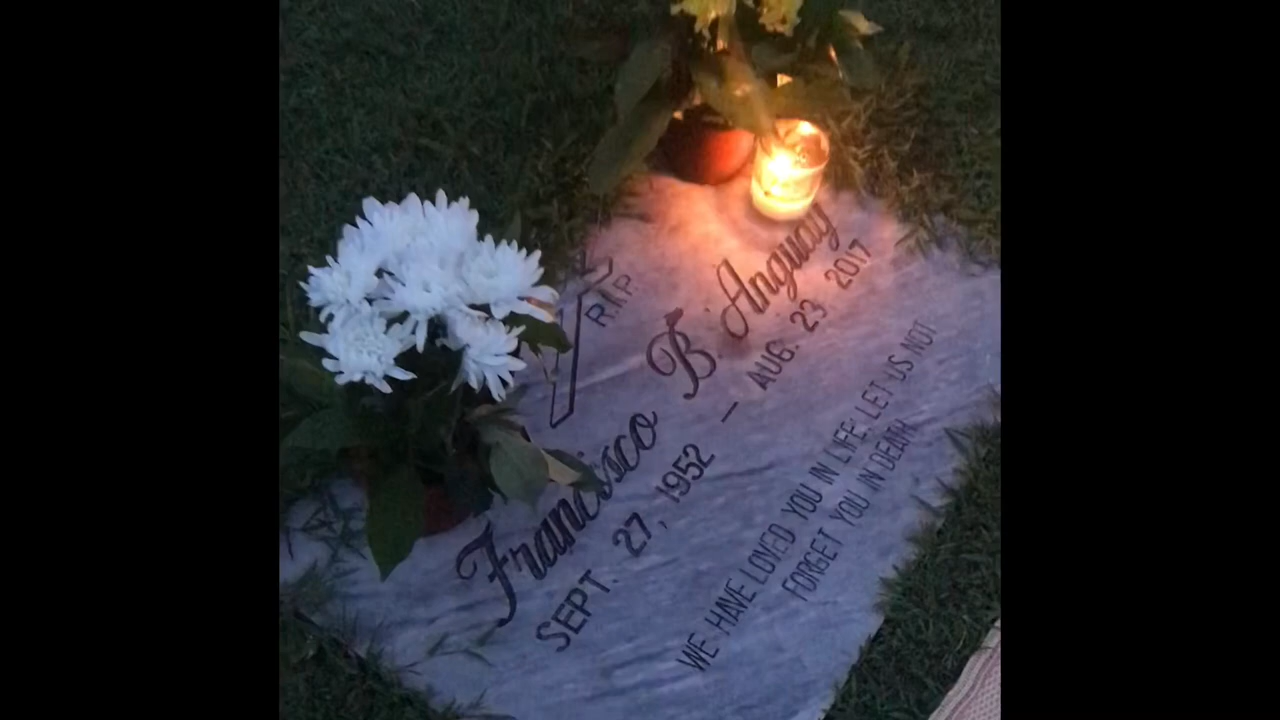 R.I.P
Francisco B. Anguay
SEPT. 27, 1952 — AUG. 23 2017
WE HAVE LOVED YOU IN LIFE; LET US NOT
FORGET YOU IN DEATH